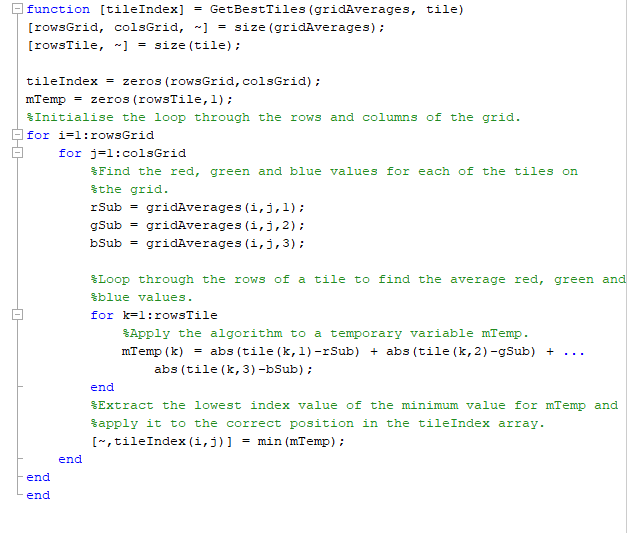 function [tileIndex] = GetBestTiles(gridAverages, tile)
[rowsGrid, colsGrid, ~] = size(gridAverages);
[rowsTile, ~] = size(tile);

tileIndex = zeros(rowsGrid,colsGrid);
mTemp = zeros(rowsTile,1);
%Initialise the loop through the rows and columns of the grid.
for i=1:rowsGrid
    for j=1:colsGrid
        %Find the red, green and blue values for each of the tiles on
        %the grid.
        rSub = gridAverages(i,j,1);
        gSub = gridAverages(i,j,2);
        bSub = gridAverages(i,j,3);

        %Loop through the rows of a tile to find the average red, green and
        %blue values.
        for k=1:rowsTile
            %Apply the algorithm to a temporary variable mTemp.
            mTemp(k) = abs(tile(k,1)-rSub) + abs(tile(k,2)-gSub) + ...
                abs(tile(k,3)-bSub);
        end
        %Extract the lowest index value of the minimum value for mTemp and
        %apply it to the correct position in the tileIndex array.
        [~,tileIndex(i,j)] = min(mTemp);
    end
end
end